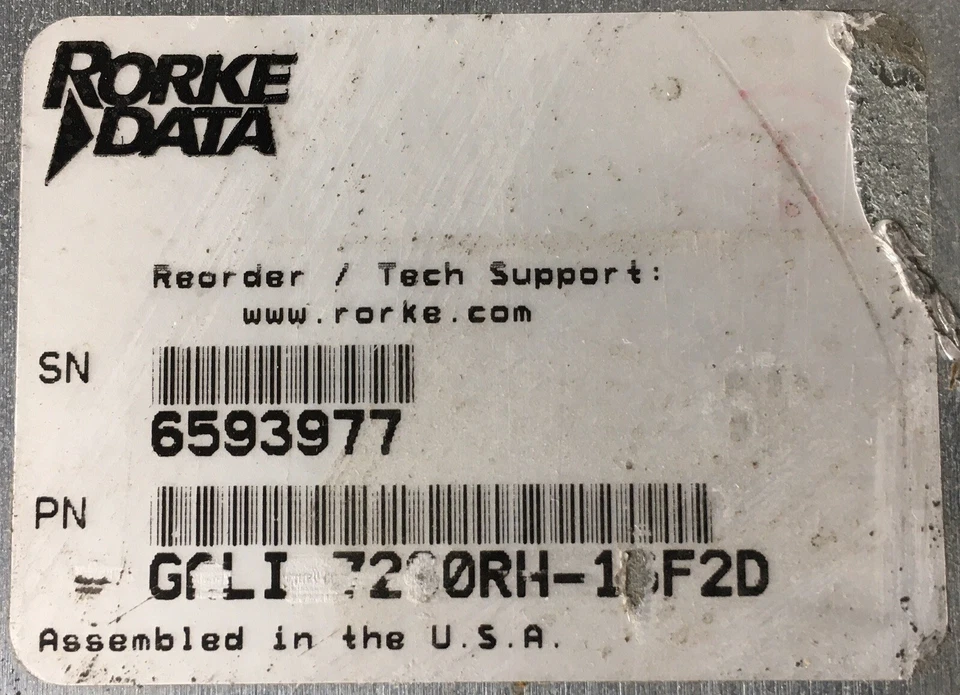 RORKE
DATA
Reorder / Tech Support:
www.rorke.com
SN
6593977
PN
Assembled in the U.S.A.